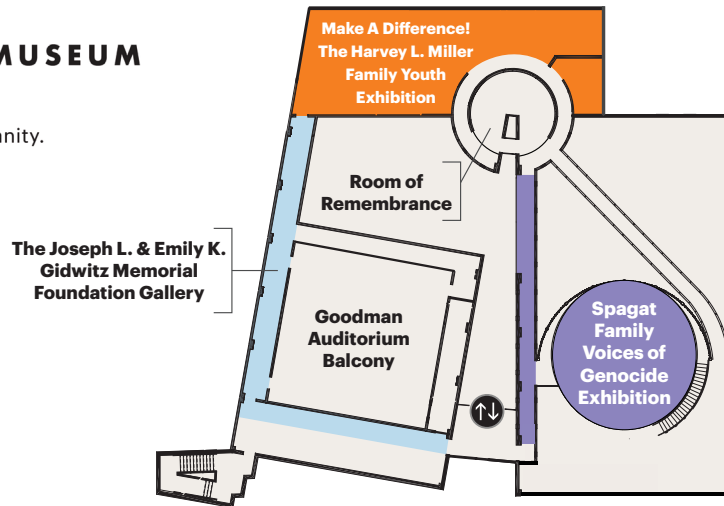 MUSEUM
Make A Difference!
The Harvey L. Miller
Family Youth
Exhibition
Room of
Remembrance
The Joseph L. & Emily K.
Gidwitz Memorial
Foundation Gallery
Goodman
Auditorium
Balcony
Spagat
Family
Voices of
Genocide
Exhibition